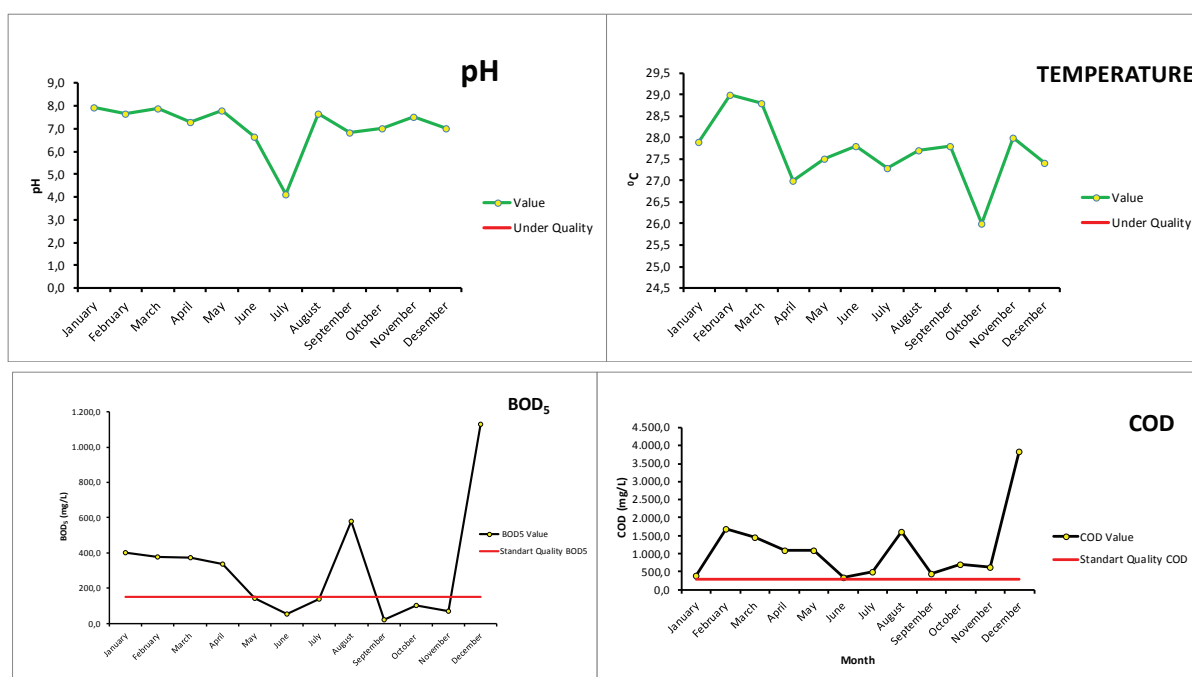 pH
9,0
8,0
7,0
6,0
5,0
4,0
3,0
2,0
1,0
0,0
pH
January
February
March
April
May
June
July
August
September
Oktober
November
Desember
Value
Under Quality
TEMPERATURE
29,5
29,0
28,5
28,0
27,5
27,0
26,5
26,0
25,5
25,0
24,5
⁰C
January
February
March
April
May
June
July
August
September
Oktober
November
Desember
Value
Under Quality
BOD₅
1.200,0
1.000,0
800,0
600,0
400,0
200,0
0,0
BOD₅ (mg/L)
January
February
March
April
May
June
July
August
September
October
November
December
BOD5 Value
Standart Quality BOD5
COD
4.500,0
4.000,0
3.500,0
3.000,0
2.500,0
2.000,0
1.500,0
1.000,0
500,0
0,0
COD (mg/L)
January
February
March
April
May
June
July
August
September
October
November
December
Month
COD Value
Standart Quality COD